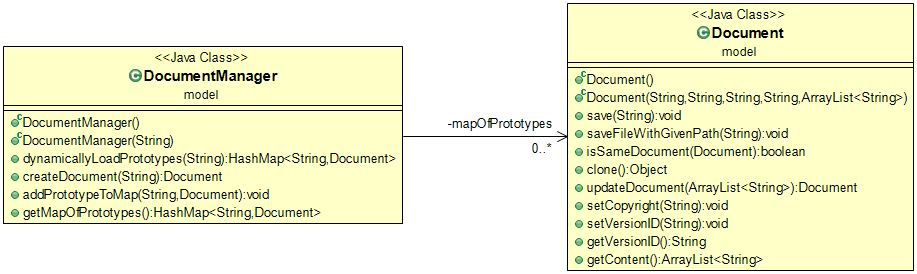 <<Java Class>>
DocumentManager
model
DocumentManager()
DocumentManager(String)
dynamicallyLoadPrototypes(String):HashMap<String,Document>
createDocument(String):Document
addPrototypeToMap(String,Document):void
getMapOfPrototypes():HashMap<String,Document>
-mapOfPrototypes
0..*
<<Java Class>>
Document
model
Document()
Document(String,String,String,String,ArrayList<String>)
save(String):void
saveFileWithGivenPath(String):void
isSameDocument(Document):boolean
clone():Object
updateDocument(ArrayList<String>):Document
setCopyright(String):void
setVersionID(String):void
getVersionID():String
getContent():ArrayList<String>